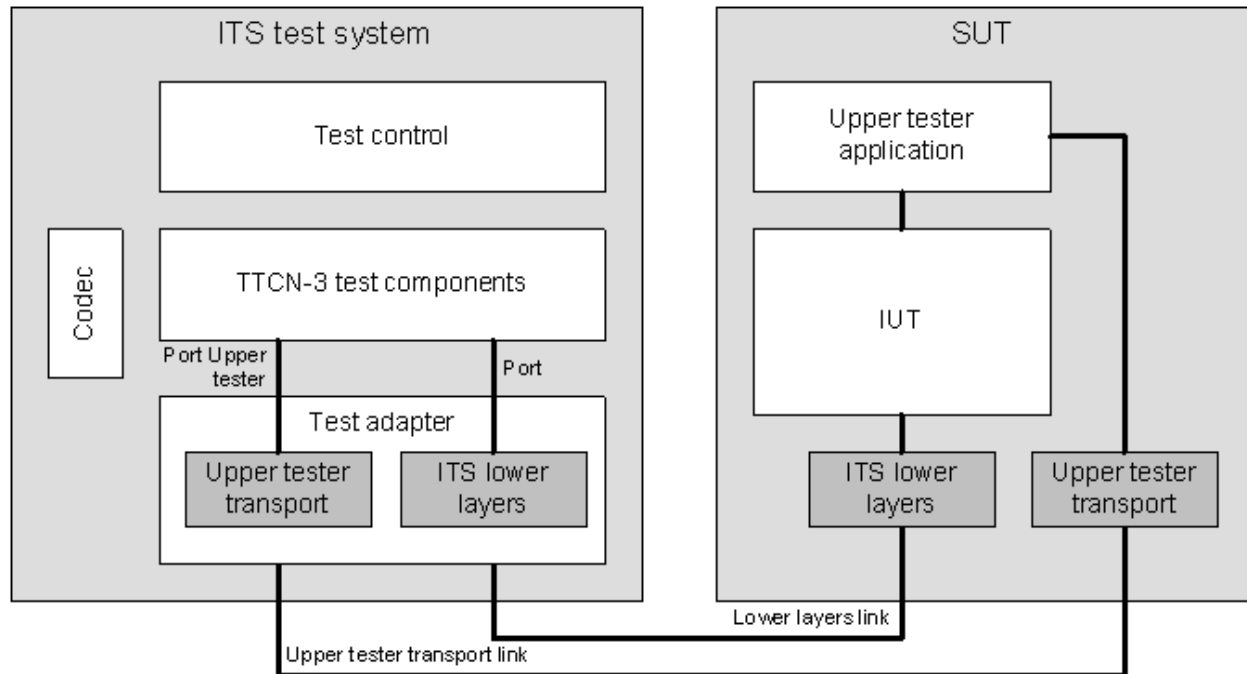 ITS test system
Test control
Codec
TTCN-3 test components
Port Upper
tester
Port
Test adapter
Upper tester
transport
ITS lower
layers
SUT
Upper tester
application
IUT
ITS lower
layers
Upper tester
transport
Lower layers link
Upper tester transport link